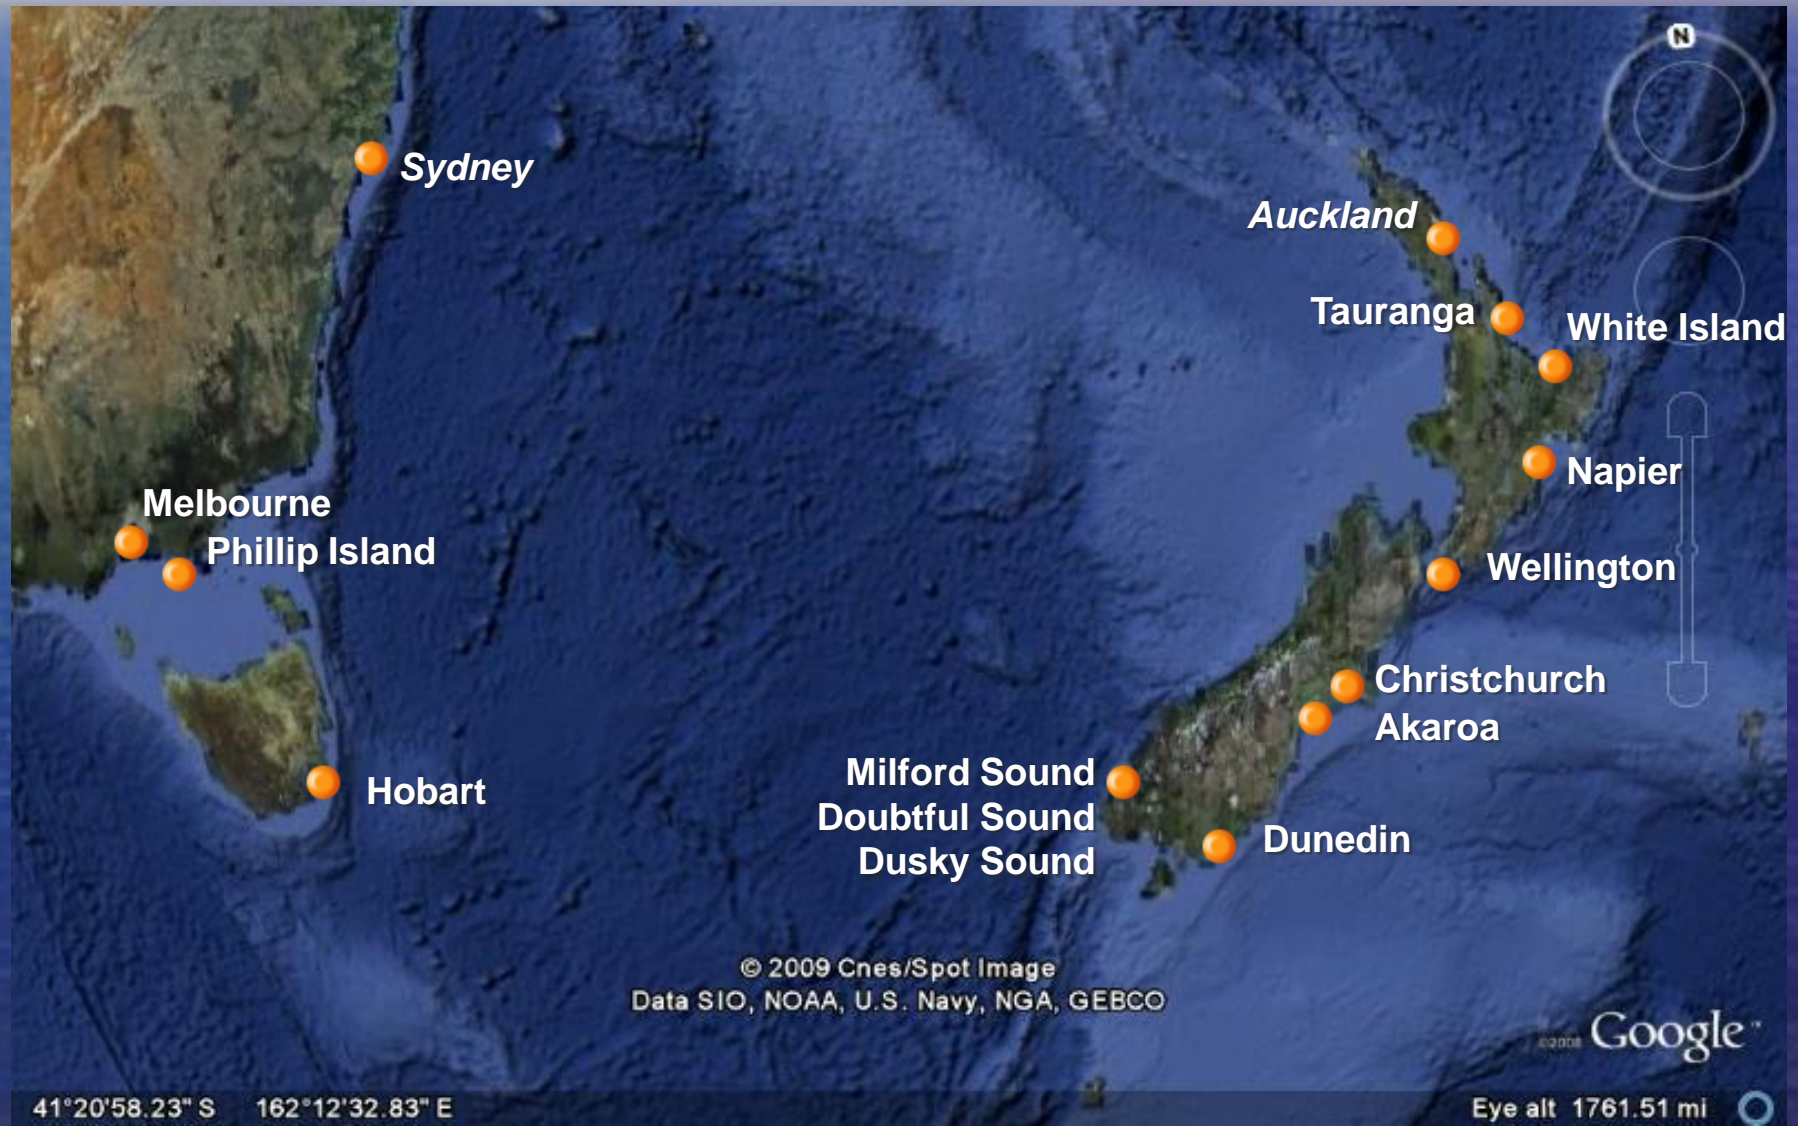 N
Sydney
Auckland
Tauranga
White Island
Napier
Melbourne
Phillip Island
Wellington
Christchurch
Akaroa
Milford Sound
Doubtful Sound
Dusky Sound
Hobart
Dunedin
© 2009 Cnes/Spot Image
Data SIO, NOAA, U.S. Navy, NGA, GEBCO
©2008 Google™
41°20'58.23" S 162°12'32.83" E
Eye alt 1761.51 mi